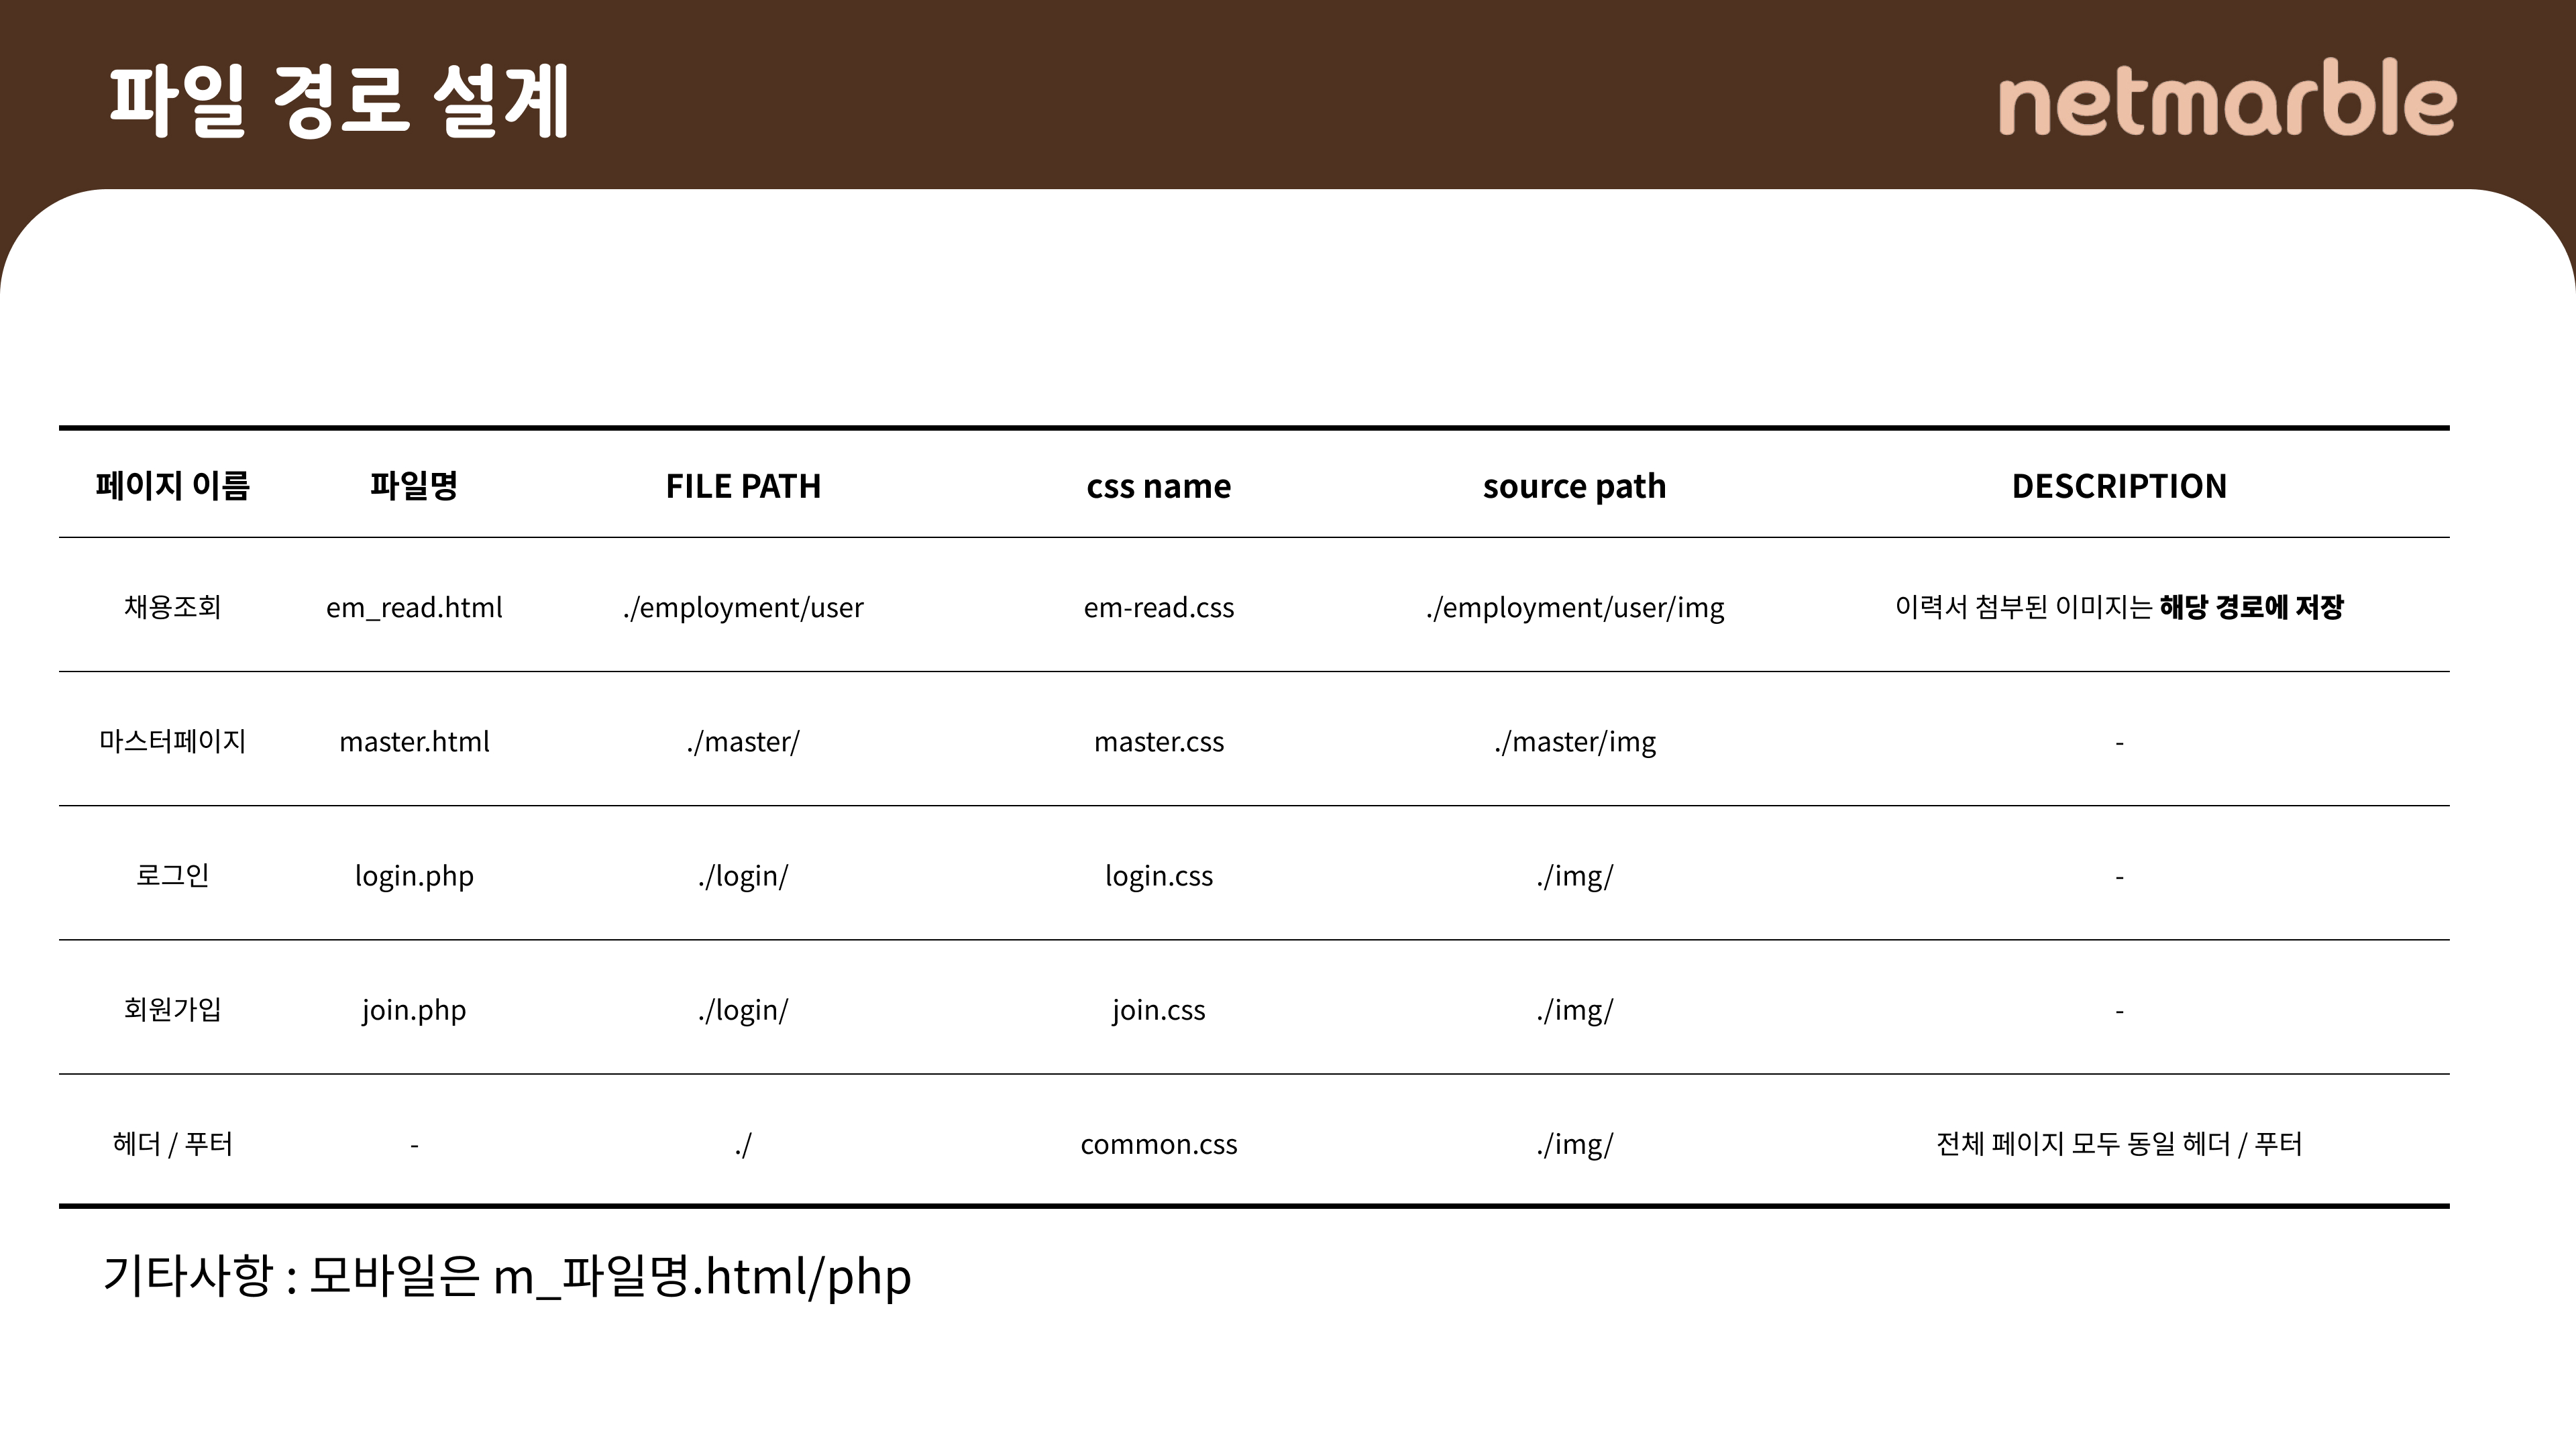 파일 경로 설계
netmarble
페이지 이름 파일명 FILE PATH css name source path DESCRIPTION
채용조회 em_read.html ./employment/user em-read.css ./employment/user/img 이력서 첨부된 이미지는 해당 경로에 저장
마스터페이지 master.html ./master/ master.css ./master/img -
로그인 login.php ./login/ login.css ./img/ -
회원가입 join.php ./login/ join.css ./img/ -
헤더 / 푸터 - ./ common.css ./img/ 전체 페이지 모두 동일 헤더 / 푸터
기타사항 : 모바일은 m_파일명.html/php